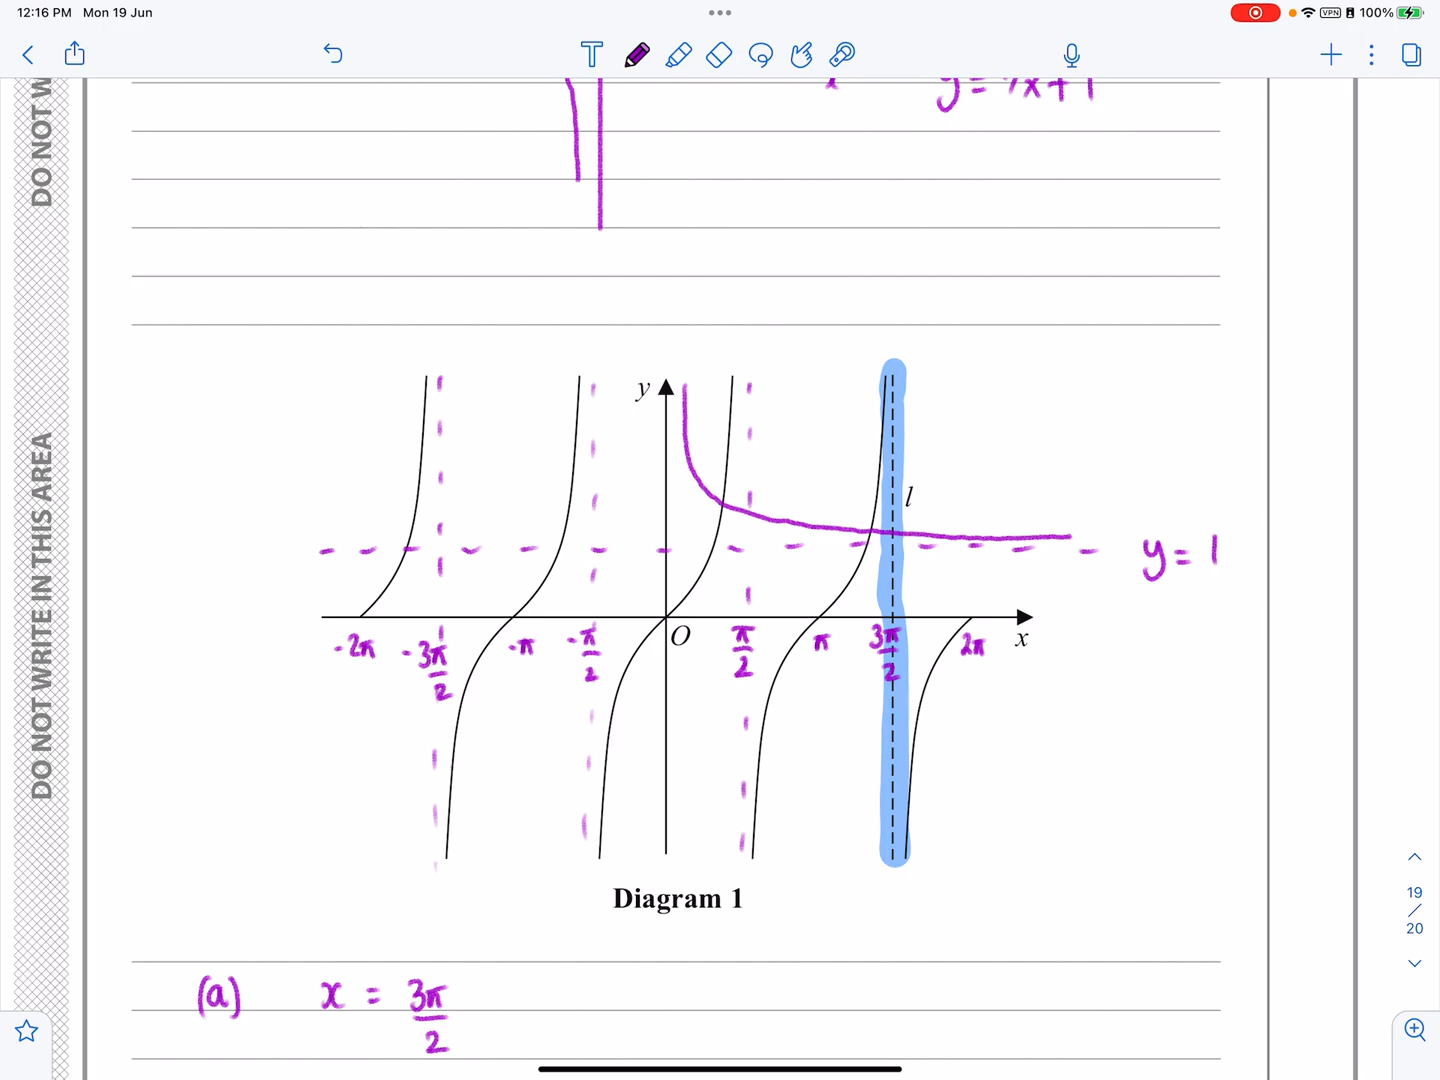 12:16 PM Mon 19 Jun
VPN 100%
T
DO NOT W
y
l
y = 1
-2π -3π/2 -π -π/2 O π/2 π 3π/2 2π x
DO NOT WRITE IN THIS AREA
Diagram 1
19
/
20
(a) x = 3π/2